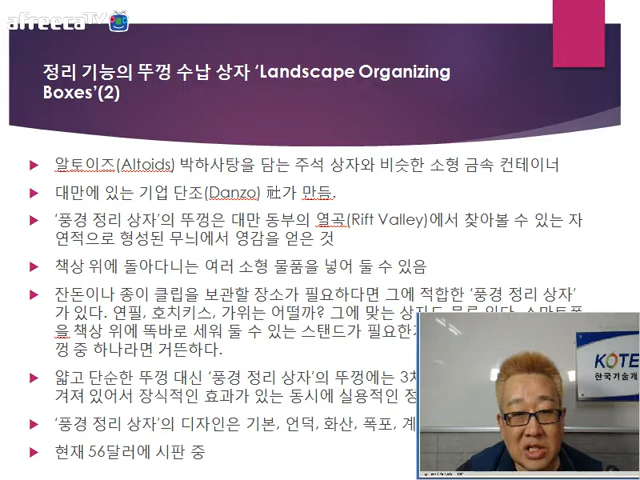 afreecaTV
정리 기능의 뚜껑 수납 상자 ‘Landscape Organizing
Boxes’(2)
알토이즈(Altoids) 박하사탕을 담는 주석 상자와 비슷한 소형 금속 컨테이너
대만에 있는 기업 단조(Danzo) 社가 만듬.
‘풍경 정리 상자’의 뚜껑은 대만 동부의 열곡(Rift Valley)에서 찾아볼 수 있는 자
연적으로 형성된 무늬에서 영감을 얻은 것
책상 위에 돌아다니는 여러 소형 물품을 넣어 둘 수 있음
잔돈이나 종이 클립을 보관할 장소가 필요하다면 그에 적합한 ‘풍경 정리 상자’
가 있다. 연필, 호치키스, 가위는 어떨까? 그에 맞는 상자도 물론 있다. 스마트폰
을 책상 위에 똑바로 세워 둘 수 있는 스탠드가 필요한
껑 중 하나라면 거뜬하다.
얇고 단순한 뚜껑 대신 ‘풍경 정리 상자’의 뚜껑에는 3
겨져 있어서 장식적인 효과가 있는 동시에 실용적인
‘풍경 정리 상자’의 디자인은 기본, 언덕, 화산, 폭포,
현재 56달러에 시판 중
KOTE
한국기술개